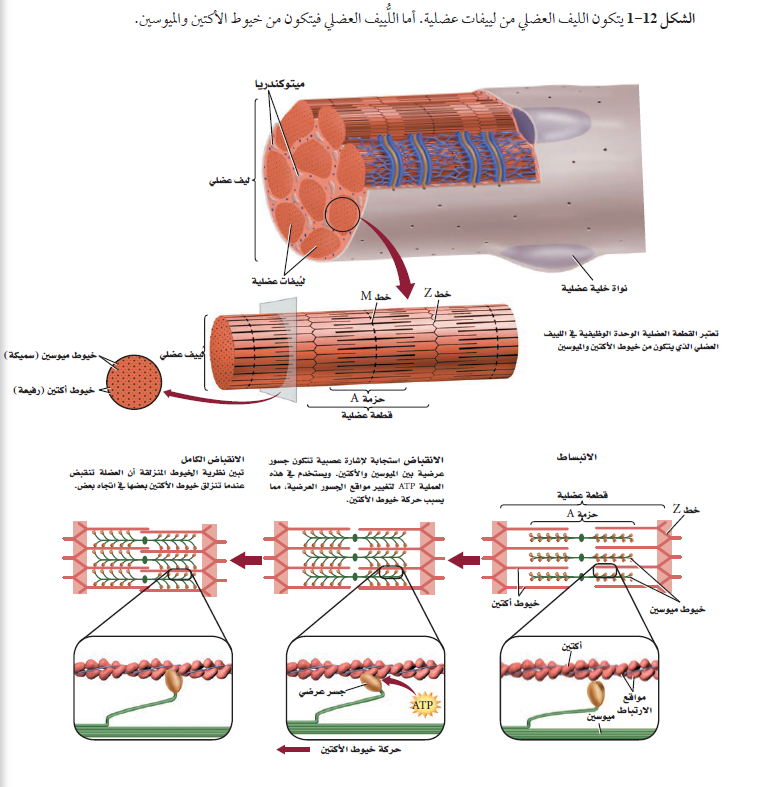 الشكل 12-1 يتكون الليف العضلي من لييفات عضلية. أما اللُّييف العضلي فيتكون من خيوط الأكتين والميوسين.
ميتوكندريا
ليف عضلي
لُييفات عضلية
نواة خلية عضلية
خط M
خط Z
تعتبر القطعة العضلية الوحدة الوظيفية في اللييف
العضلي الذي يتكون من خيوط الأكتين والميوسين
لييف عضلي
خيوط ميوسين (سميكة)
خيوط أكتين (رفيعة)
حزمة A
قطعة عضلية
الانبساط
قطعة عضلية
حزمة A
خط Z
خيوط أكتين
خيوط ميوسين
أكتين
مواقع
الارتباط
ميوسين
الانقباض استجابة لإشارة عصبية تتكون جسور
عرضية بين الميوسين والأكتين. ويستخدم في هذه
العملية ATP لتغيير مواقع الجسور العرضية، مما
يسبب حركة خيوط الأكتين.
جسر عرضي
ATP
الانقباض الكامل
تبين نظرية الخيوط المنزلقة أن العضلة تنقبض
عندما تنزلق خيوط الأكتين بعضها في اتجاه بعض.
حركة خيوط الأكتين